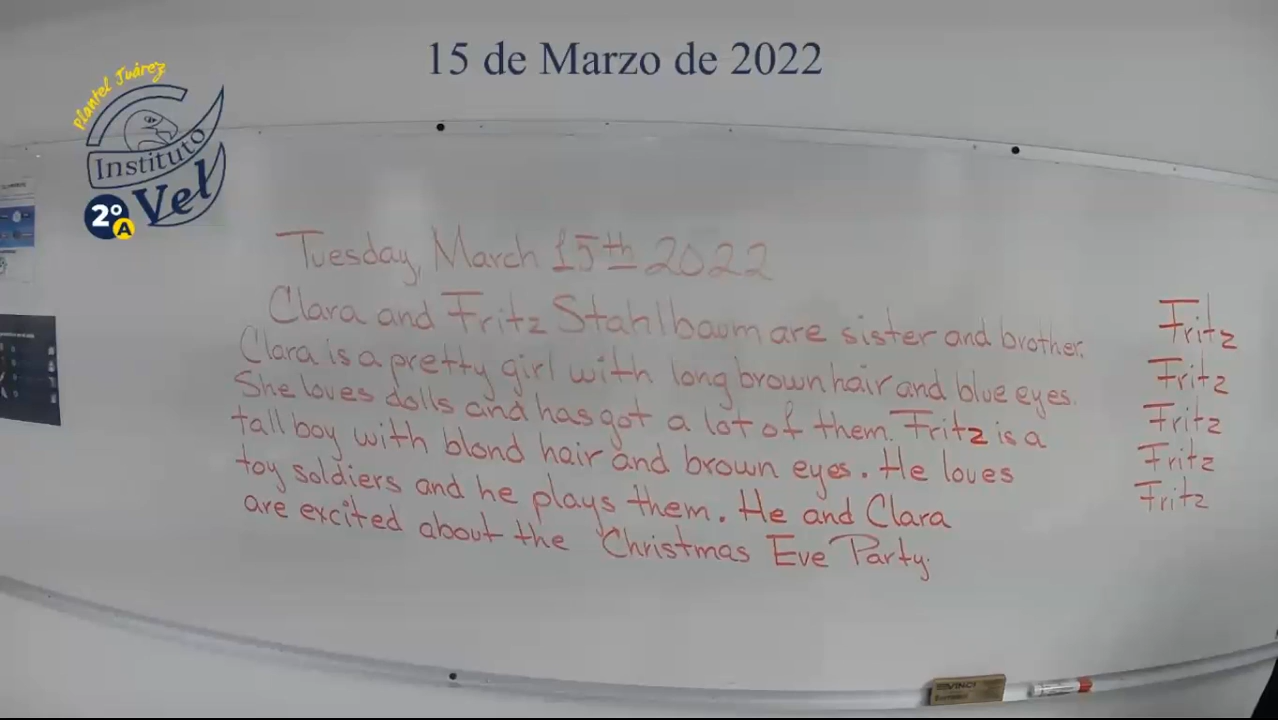 15 de Marzo de 2022
Plantel Juárez
Instituto
Vel
2º
A
Tuesday, March 15th 2022
Clara and Fritz Stahlbaum are sister and brother.
Clara is a pretty girl with long brown hair and blue eyes.
She loves dolls and has got a lot of them. Fritz is a
tall boy with blond hair and brown eyes. He loves
toy soldiers and he plays them. He and Clara
are excited about the Christmas Eve Party.
Fritz
Fritz
Fritz
Fritz
Fritz
VINCI